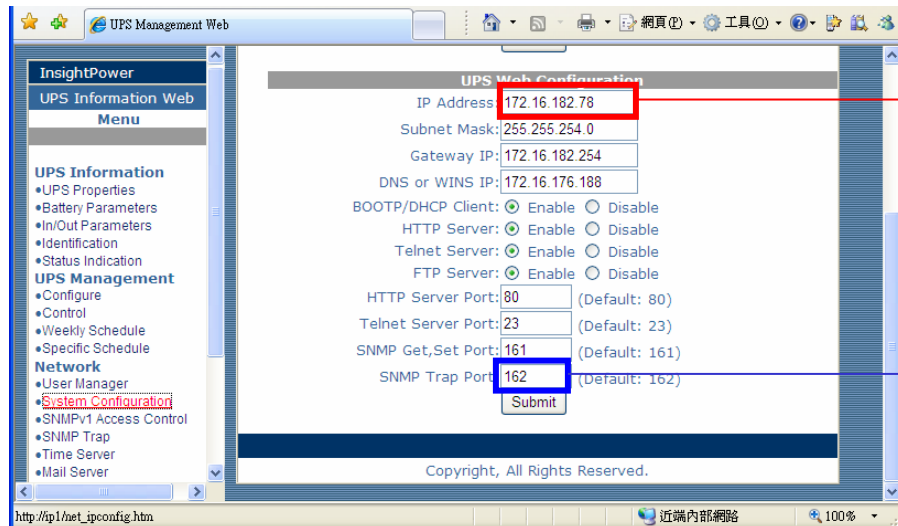 UPS Management Web
網頁(P)
工具(O)
InsightPower
UPS Information Web
Menu
UPS Information
•UPS Properties
•Battery Parameters
•In/Out Parameters
•Identification
•Status Indication
UPS Management
•Configure
•Control
•Weekly Schedule
•Specific Schedule
Network
•User Manager
•System Configuration
•SNMPv1 Access Control
•SNMP Trap
•Time Server
•Mail Server
UPS Web Configuration
IP Address: 172.16.182.78
Subnet Mask: 255.255.254.0
Gateway IP: 172.16.182.254
DNS or WINS IP: 172.16.176.188
BOOTP/DHCP Client: Enable Disable
HTTP Server: Enable Disable
Telnet Server: Enable Disable
FTP Server: Enable Disable
HTTP Server Port: 80 (Default: 80)
Telnet Server Port: 23 (Default: 23)
SNMP Get,Set Port: 161 (Default: 161)
SNMP Trap Port 162 (Default: 162)
Submit
Copyright, All Rights Reserved.
http://ip1/net_ipconfig.htm
近端內部網路
100%